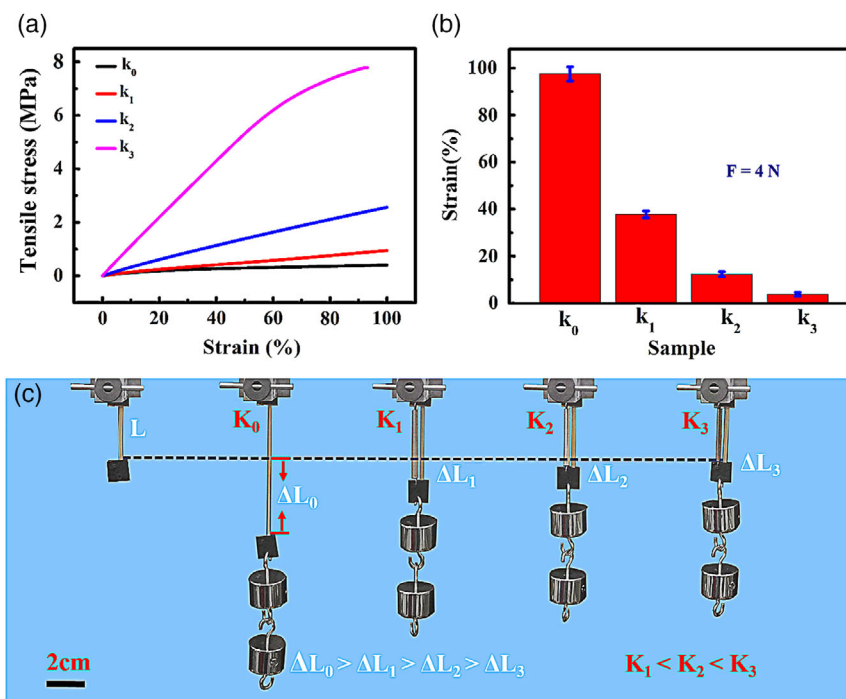 (a)
Tensile stress (MPa)
8
6
4
2
0
k₀
k₁
k₂
k₃
0 20 40 60 80 100
Strain (%)
(b)
Strain(%)
100
80
60
40
20
0
F = 4 N
k₀ k₁ k₂ k₃
Sample
(c)
L
K₀
K₁
K₂
K₃
ΔL₀
ΔL₁
ΔL₂
ΔL₃
2cm
ΔL₀ > ΔL₁ > ΔL₂ > ΔL₃
K₁ < K₂ < K₃